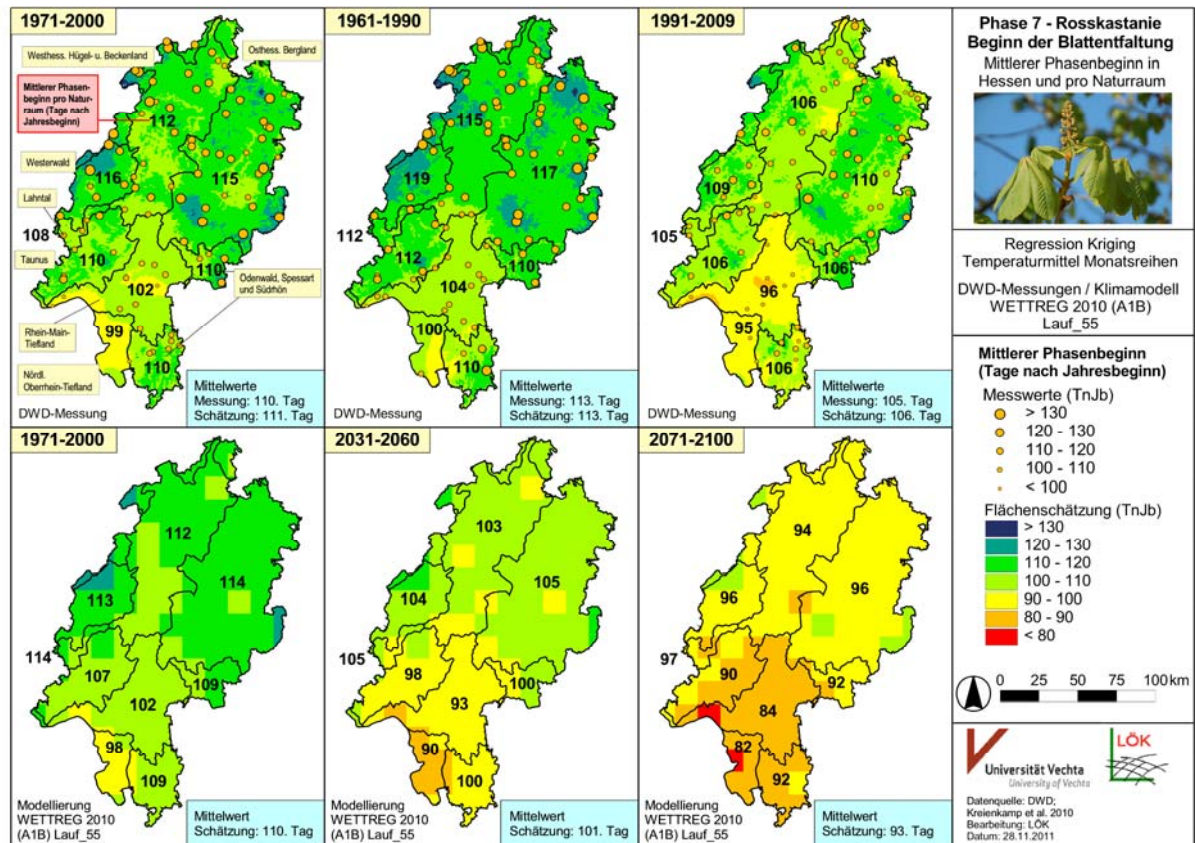 1971-2000
Westhess. Hügel- u. Beckenland
Osthess. Bergland
Mittlerer Phasen-
beginn pro Natur-
raum (Tage nach
Jahresbeginn)
112
Westerwald
116
115
Lahntal
108
110
Taunus
110
Odenwald, Spessart
und Südrhön
102
Rhein-Main-
Tiefland
99
Nördl.
Oberrhein-Tiefland
110
DWD-Messung
Mittelwerte
Messung: 110. Tag
Schätzung: 111. Tag
1961-1990
115
119
117
112
112
110
104
100
110
DWD-Messung
Mittelwerte
Messung: 113. Tag
Schätzung: 113. Tag
1991-2009
106
109
110
105
106
106
96
95
106
Mittelwerte
Messung: 105. Tag
Schätzung: 106. Tag
1971-2000
112
114
113
114
107
109
102
98
109
Modellierung
WETTREG 2010
(A1B) Lauf_55
Mittelwert
Schätzung: 110. Tag
2031-2060
103
105
104
105
98
100
93
90
100
Modellierung
WETTREG 2010
(A1B) Lauf_55
Mittelwert
Schätzung: 101. Tag
2071-2100
94
96
96
97
90
92
84
82
92
Modellierung
WETTREG 2010
(A1B) Lauf_55
Mittelwert
Schätzung: 93. Tag
Phase 7 - Rosskastanie
Beginn der Blattentfaltung
Mittlerer Phasenbeginn in
Hessen und pro Naturraum
Regression Kriging
Temperaturmittel Monatsreihen
DWD-Messungen / Klimamodell
WETTREG 2010 (A1B)
Lauf_55
Mittlerer Phasenbeginn
(Tage nach Jahresbeginn)
Messwerte (TnJb)
> 130
120 - 130
110 - 120
100 - 110
< 100
Flächenschätzung (TnJb)
> 130
120 - 130
110 - 120
100 - 110
90 - 100
80 - 90
< 80
0 25 50 100 km
Universität Vechta
University of Vechta
LÖK
Datenquelle: DWD;
Kreienkamp et al. 2010
Bearbeitung: LÖK
Datum: 28.11.2011